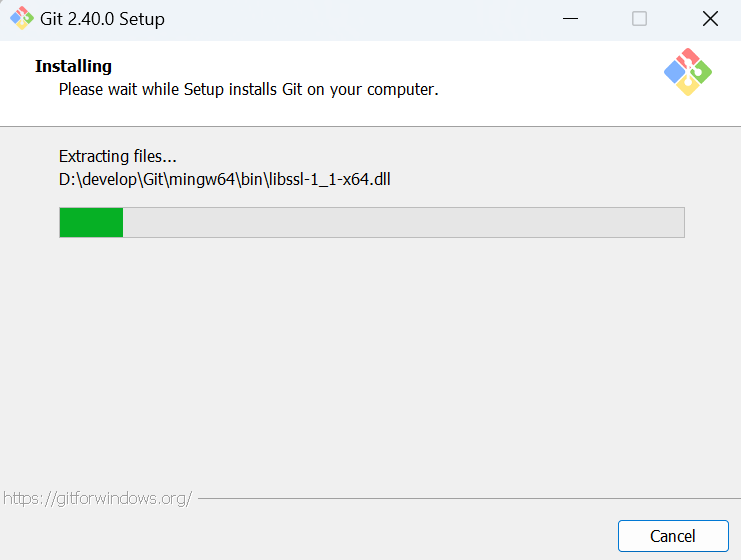 Git 2.40.0 Setup
Installing
Please wait while Setup installs Git on your computer.
Extracting files...
D:\develop\Git\mingw64\bin\libssl-1_1-x64.dll
https://gitforwindows.org/
Cancel